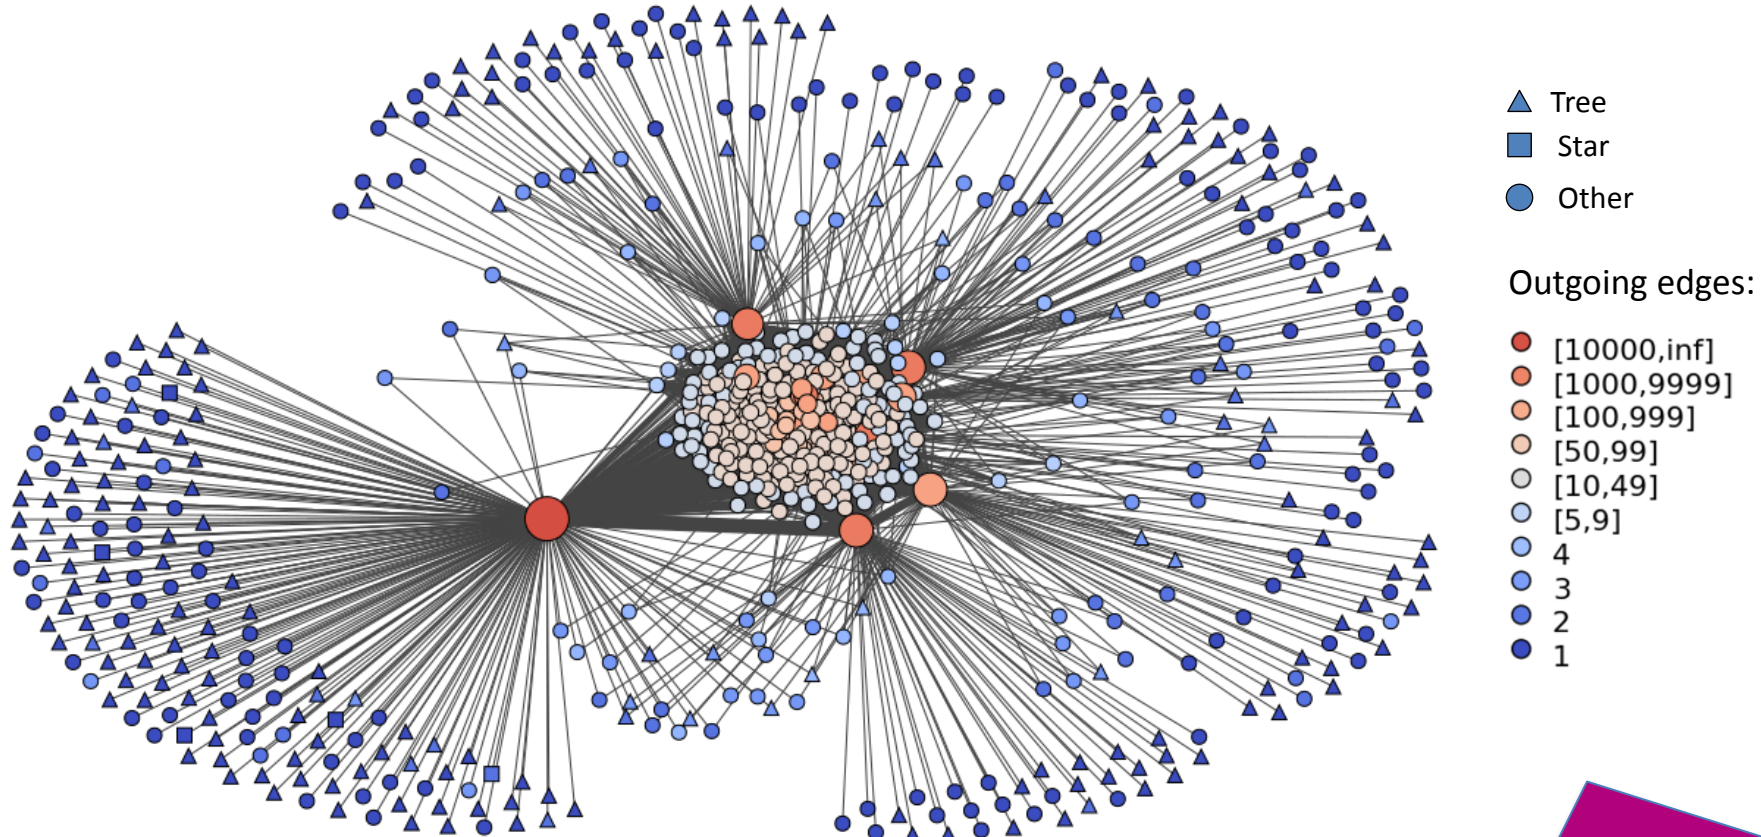 Tree
Star
Other
Outgoing edges:
[10000,inf]
[1000,9999]
[100,999]
[50,99]
[10,49]
[5,9]
4
3
2
1